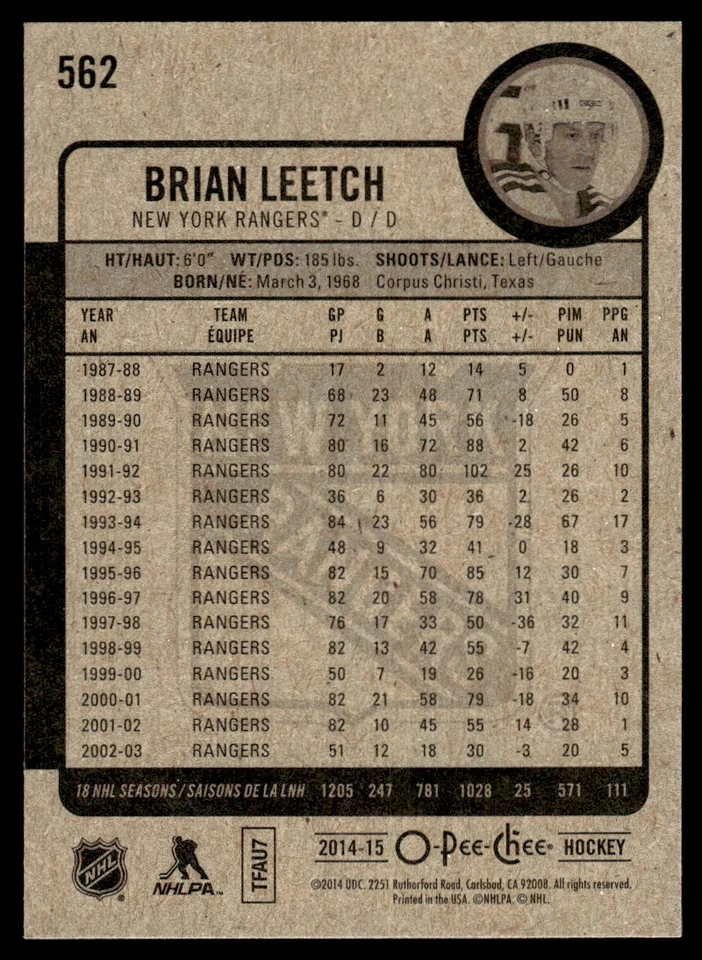 562
BRIAN LEETCH
NEW YORK RANGERS® - D / D
HT/HAUT: 6'0" WT/PDS: 185 lbs. SHOOTS/LANCE: Left/Gauche
BORN/NÉ: March 3, 1968 Corpus Christi, Texas
YEAR TEAM GP G A PTS +/- PIM PPG
AN ÉQUIPE PJ B A PTS +/- PUN AN
1987-88 RANGERS 17 2 12 14 5 0 1
1988-89 RANGERS 68 23 48 71 8 50 8
1989-90 RANGERS 72 11 45 56 -18 26 5
1990-91 RANGERS 80 16 72 88 2 42 6
1991-92 RANGERS 80 22 80 102 25 26 10
1992-93 RANGERS 36 6 30 36 2 26 2
1993-94 RANGERS 84 23 56 79 -28 67 17
1994-95 RANGERS 48 9 32 41 0 18 3
1995-96 RANGERS 82 15 70 85 12 30 7
1996-97 RANGERS 82 20 58 78 31 40 9
1997-98 RANGERS 76 17 33 50 -36 32 11
1998-99 RANGERS 82 13 42 55 -7 42 4
1999-00 RANGERS 50 7 19 26 -16 20 3
2000-01 RANGERS 82 21 58 79 -18 34 10
2001-02 RANGERS 82 10 45 55 14 28 1
2002-03 RANGERS 51 12 18 30 -3 20 5
18 NHL SEASONS / SAISONS DE LA LNH 1205 247 781 1028 25 571 111
NHL
NHLPA™
TFAU7
2014-15 O-Pee-Chee® HOCKEY
©2014 UDC. 2251 Rutherford Road, Carlsbad, CA 92008. All rights reserved.
Printed in the USA. ©NHLPA. © NHL.